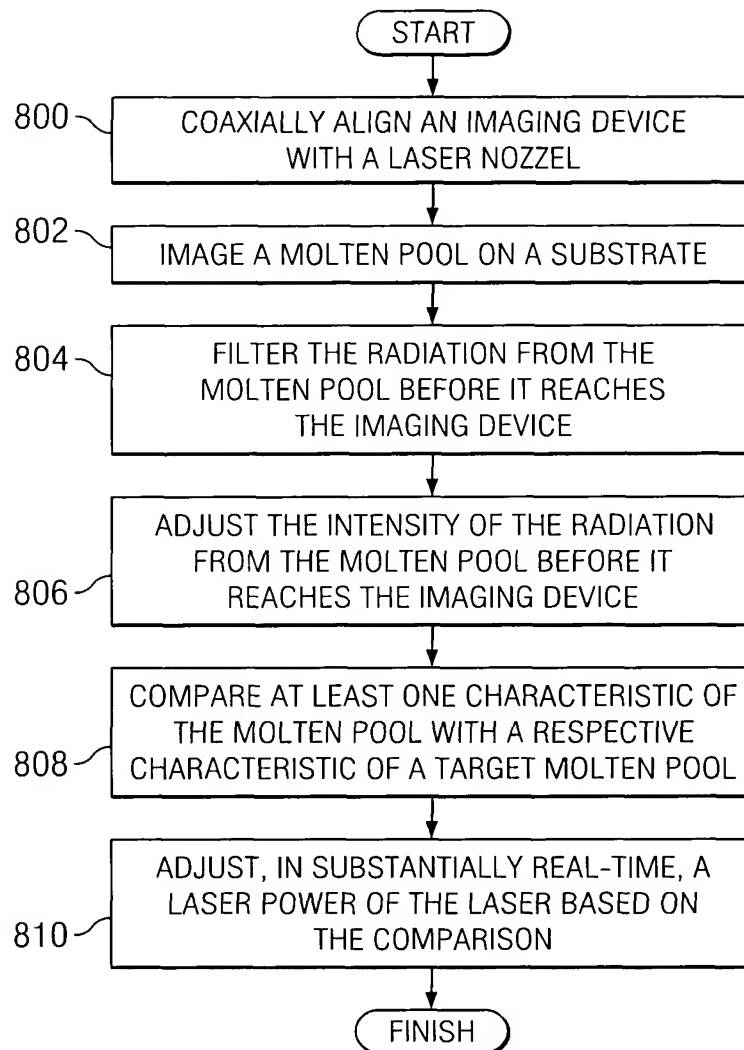 START
800
COAXIALLY ALIGN AN IMAGING DEVICE
WITH A LASER NOZZEL
802
IMAGE A MOLTEN POOL ON A SUBSTRATE
804
FILTER THE RADIATION FROM THE
MOLTEN POOL BEFORE IT REACHES
THE IMAGING DEVICE
806
ADJUST THE INTENSITY OF THE RADIATION
FROM THE MOLTEN POOL BEFORE IT
REACHES THE IMAGING DEVICE
808
COMPARE AT LEAST ONE CHARACTERISTIC OF
THE MOLTEN POOL WITH A RESPECTIVE
CHARACTERISTIC OF A TARGET MOLTEN POOL
810
ADJUST, IN SUBSTANTIALLY REAL-TIME, A
LASER POWER OF THE LASER BASED ON
THE COMPARISON
FINISH